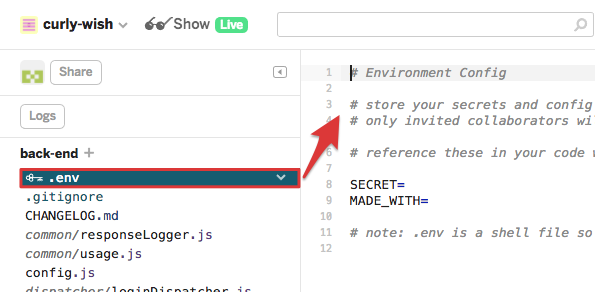 curly-wish Show Live
Share
Logs
back-end +
.env
.gitignore
CHANGELOG.md
common/responseLogger.js
common/usage.js
config.js
dispatcher/loginDispatcher.js
1 # Environment Config
2
3 # store your secrets and config
4 # only invited collaborators wil
5
6 # reference these in your code w
7
8 SECRET=
9 MADE_WITH=
10
11 # note: .env is a shell file so
12